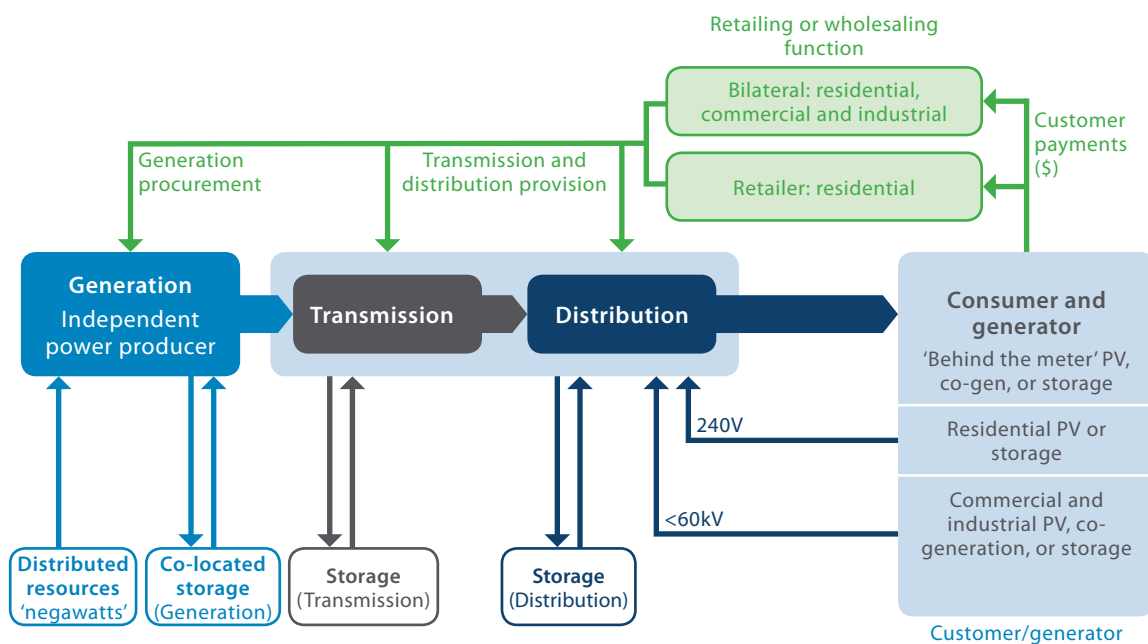 Retailing or wholesaling
function
Bilateral: residential,
commercial and industrial
Customer
payments
($)
Generation
procurement
Transmission and
distribution provision
Retailer: residential
Generation
Independent
power producer
Transmission
Distribution
Consumer and
generator
‘Behind the meter’ PV,
co-gen, or storage
240V
Residential PV or
storage
<60kV
Commercial and
industrial PV, co-
generation, or storage
Distributed
resources
‘negawatts’
Co-located
storage
(Generation)
Storage
(Transmission)
Storage
(Distribution)
Customer/generator